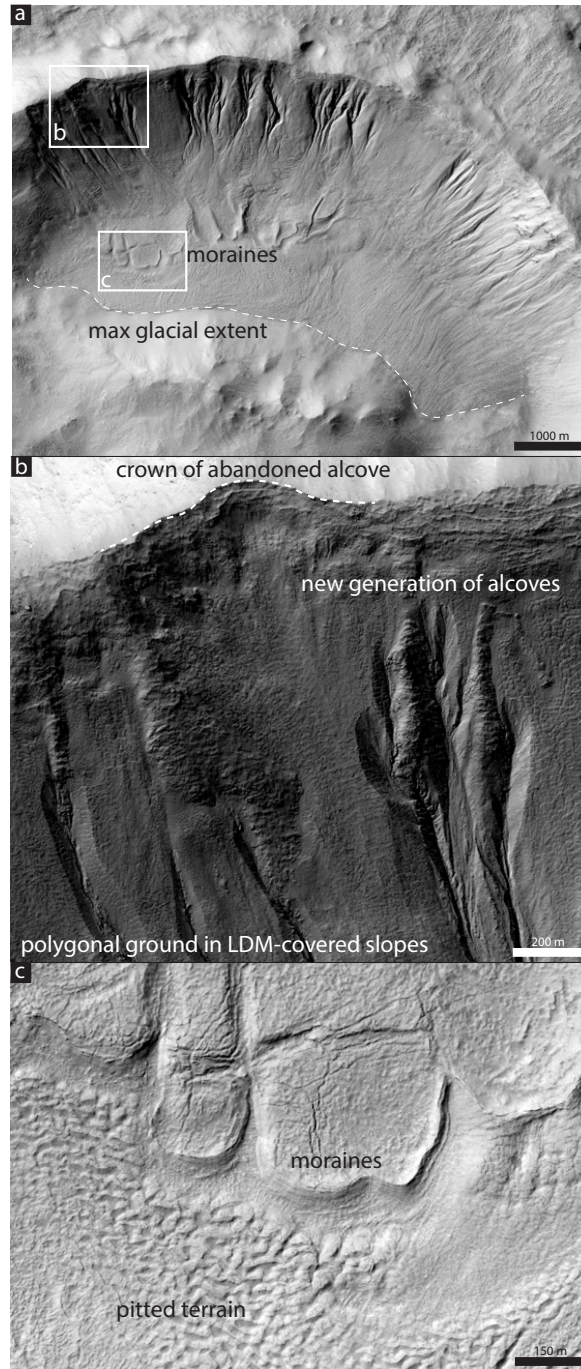 a
b
moraines
c
max glacial extent
1000 m
b
crown of abandoned alcove
new generation of alcoves
polygonal ground in LDM-covered slopes
200 m
c
moraines
pitted terrain
150 m